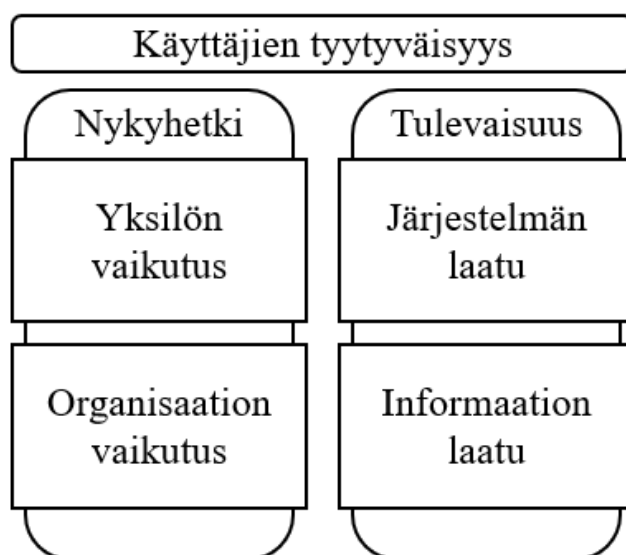 Käyttäjien tyytyväisyys
Nykyhetki
Yksilön
vaikutus
Organisaation
vaikutus
Tulevaisuus
Järjestelmän
laatu
Informaation
laatu